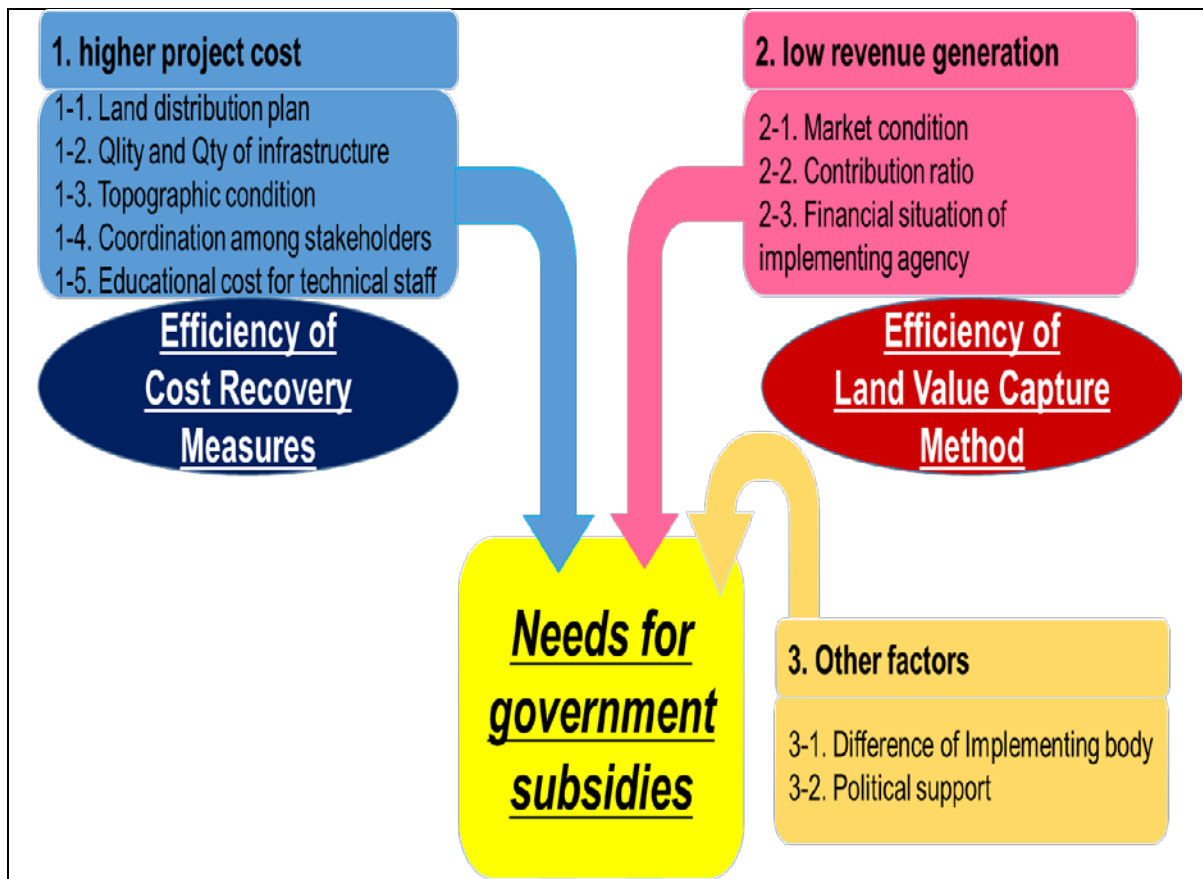 1. higher project cost
1-1. Land distribution plan
1-2. Qlity and Qty of infrastructure
1-3. Topographic condition
1-4. Coordination among stakeholders
1-5. Educational cost for technical staff
Efficiency of
Cost Recovery
Measures
2. low revenue generation
2-1. Market condition
2-2. Contribution ratio
2-3. Financial situation of
implementing agency
Efficiency of
Land Value Capture
Method
Needs for
government
subsidies
3. Other factors
3-1. Difference of Implementing body
3-2. Political support